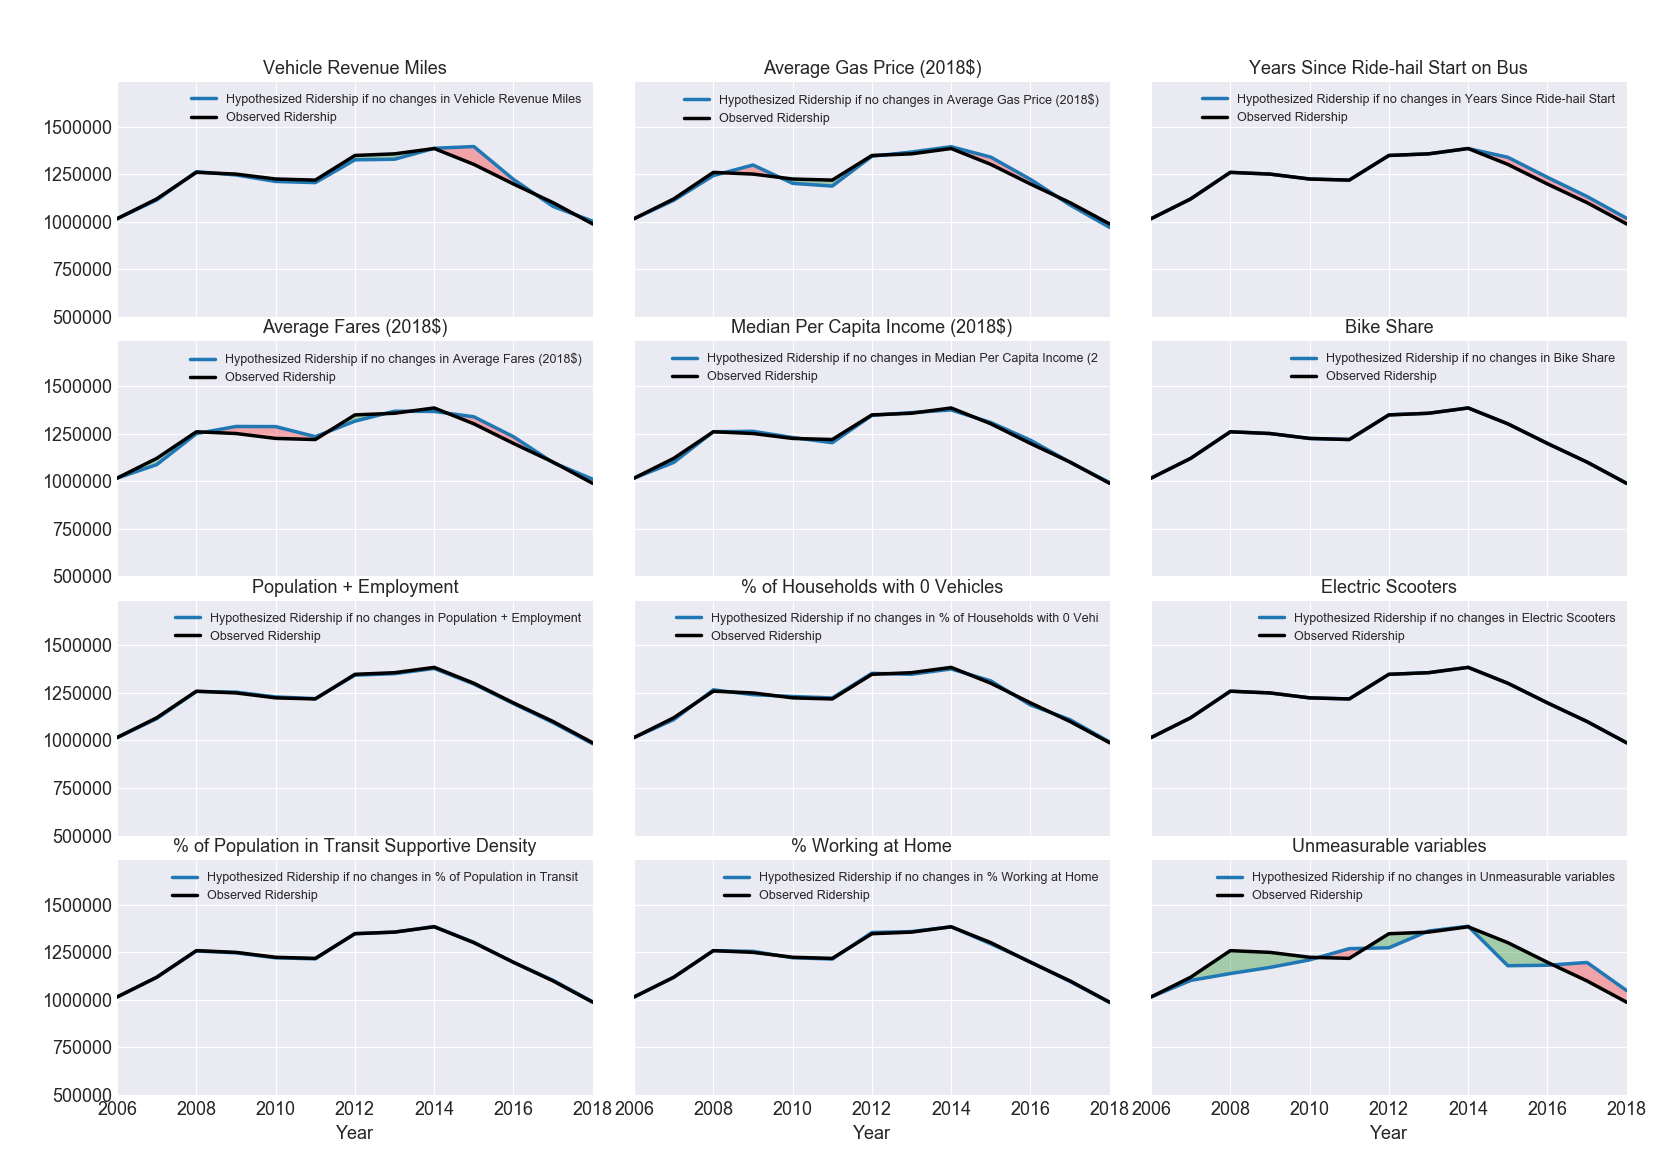 Vehicle Revenue Miles
Hypothesized Ridership if no changes in Vehicle Revenue Miles
Observed Ridership
1500000
1250000
1000000
750000
500000
Average Gas Price (2018$)
Hypothesized Ridership if no changes in Average Gas Price (2018$)
Observed Ridership
Years Since Ride-hail Start on Bus
Hypothesized Ridership if no changes in Years Since Ride-hail Start
Observed Ridership
Average Fares (2018$)
Hypothesized Ridership if no changes in Average Fares (2018$)
Observed Ridership
1500000
1250000
1000000
750000
500000
Median Per Capita Income (2018$)
Hypothesized Ridership if no changes in Median Per Capita Income (2
Observed Ridership
Bike Share
Hypothesized Ridership if no changes in Bike Share
Observed Ridership
Population + Employment
Hypothesized Ridership if no changes in Population + Employment
Observed Ridership
1500000
1250000
1000000
750000
500000
% of Households with 0 Vehicles
Hypothesized Ridership if no changes in % of Households with 0 Vehi
Observed Ridership
Electric Scooters
Hypothesized Ridership if no changes in Electric Scooters
Observed Ridership
% of Population in Transit Supportive Density
Hypothesized Ridership if no changes in % of Population in Transit
Observed Ridership
1500000
1250000
1000000
750000
500000
2006 2008 2010 2012 2014 2016 2018
Year
% Working at Home
Hypothesized Ridership if no changes in % Working at Home
Observed Ridership
2006 2008 2010 2012 2014 2016 2018
Year
Unmeasurable variables
Hypothesized Ridership if no changes in Unmeasurable variables
Observed Ridership
2006 2008 2010 2012 2014 2016 2018
Year